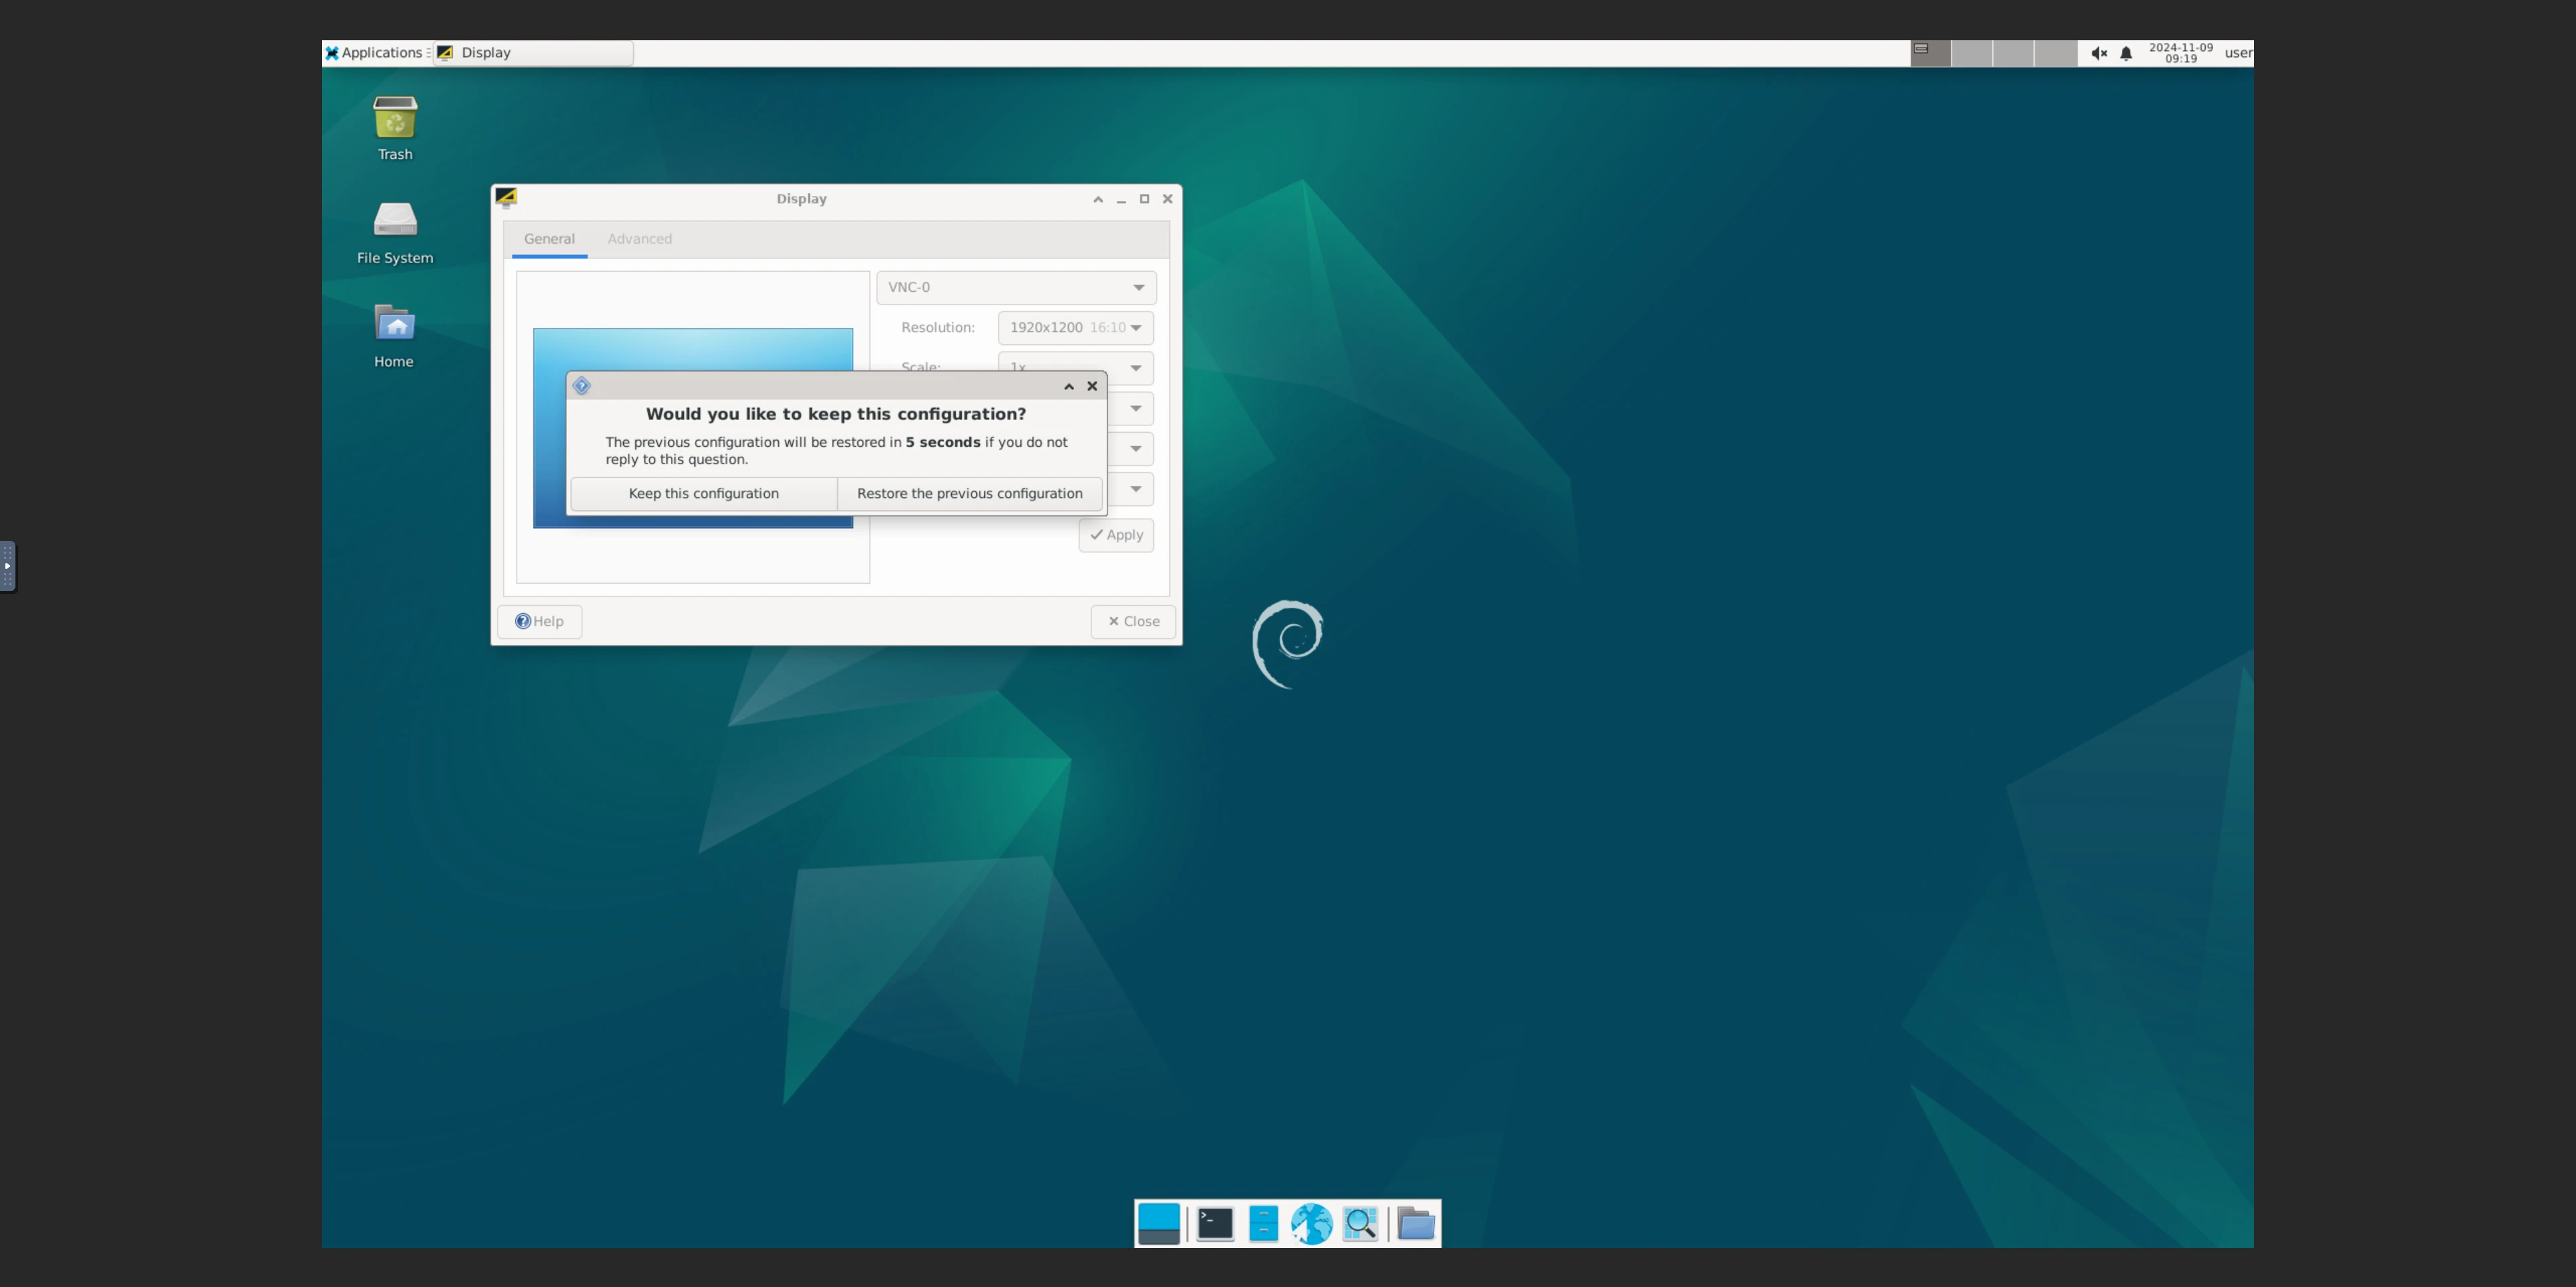 Applications
Display
2024-11-09
09:19
user
Trash
File System
Home
Display
General
Advanced
VNC-0
Resolution:
1920x1200 16:10
Scale:
1x
Would you like to keep this configuration?
The previous configuration will be restored in 5 seconds if you do not
reply to this question.
Keep this configuration
Restore the previous configuration
Apply
Help
Close